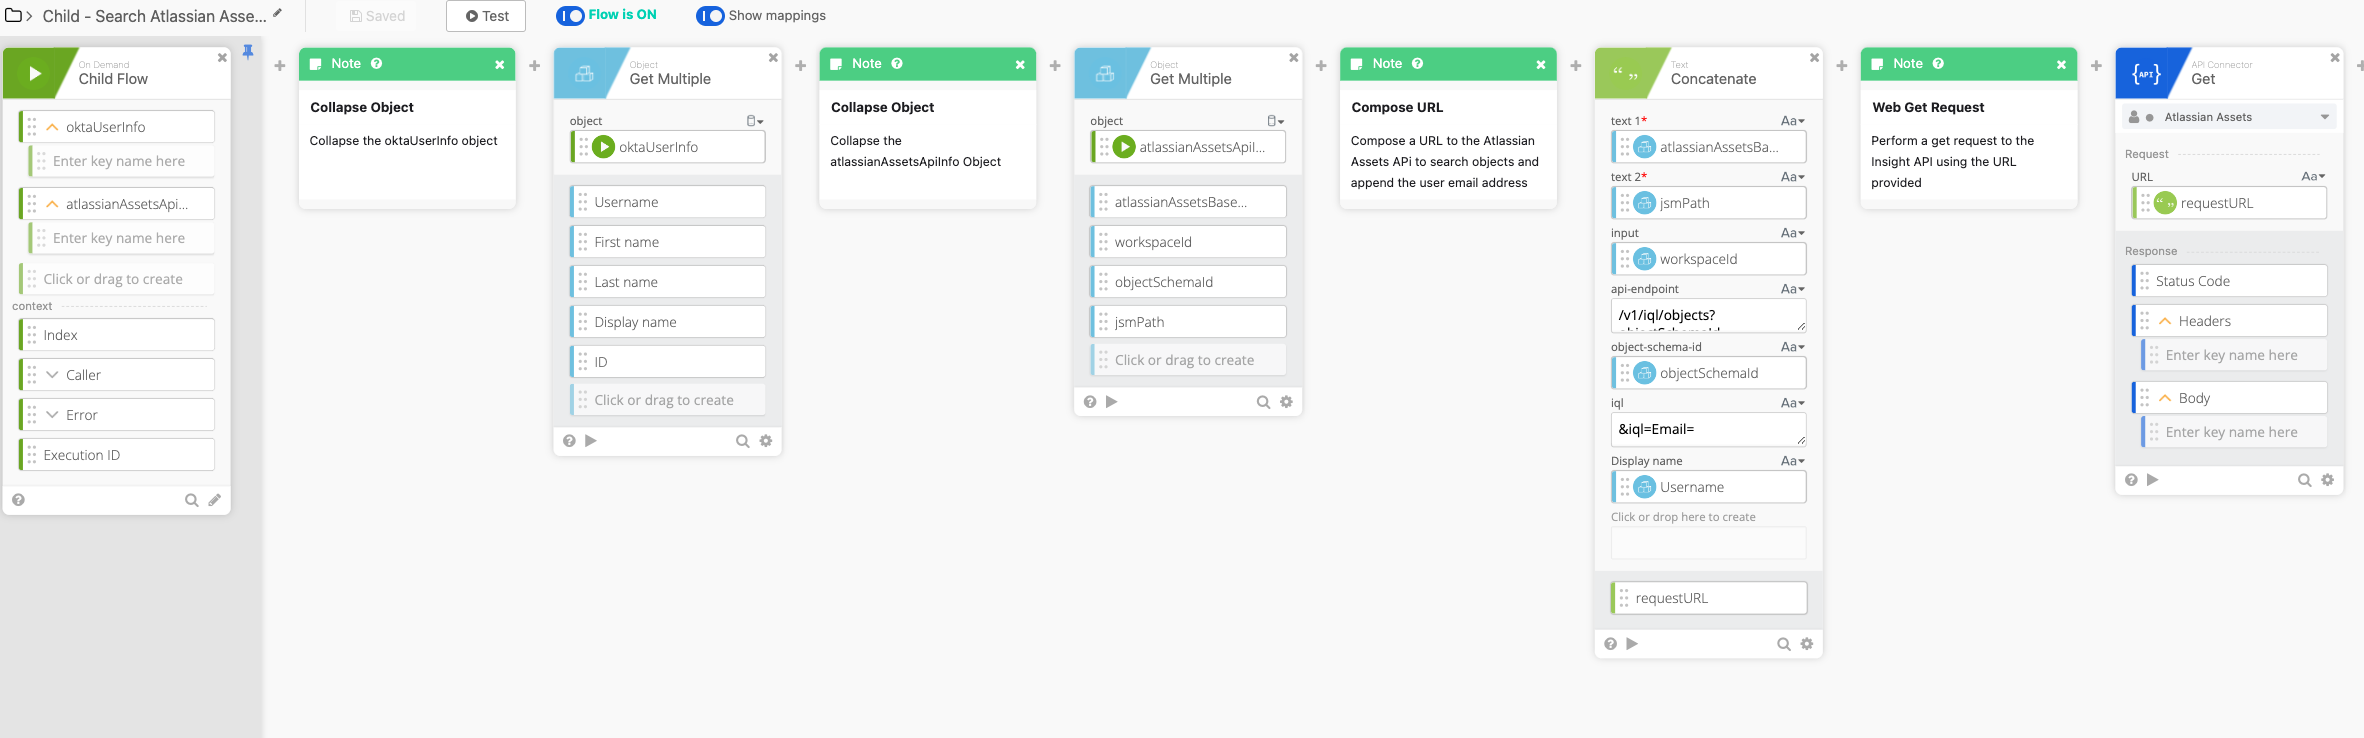 Child - Search Atlassian Asse...
Saved
Test
Flow is ON
Show mappings
On Demand
Child Flow
oktaUserInfo
Enter key name here
atlassianAssetsApi...
Enter key name here
Click or drag to create
context
Index
Caller
Error
Execution ID
Note
Collapse Object
Collapse the oktaUserInfo object
Object
Get Multiple
object
oktaUserInfo
Username
First name
Last name
Display name
ID
Click or drag to create
Note
Collapse Object
Collapse the
atlassianAssetsApiInfo Object
Object
Get Multiple
object
atlassianAssetsApiI...
atlassianAssetsBase...
workspaceId
objectSchemaId
jsmPath
Click or drag to create
Note
Compose URL
Compose a URL to the Atlassian
Assets APi to search objects and
append the user email address
Text
Concatenate
text 1* Aa
atlassianAssetsBa...
text 2* Aa
jsmPath
input Aa
workspaceId
api-endpoint Aa
/v1/iql/objects?
object-schema-id Aa
objectSchemaId
iql Aa
&iql=Email=
Display name Aa
Username
Click or drop here to create
requestURL
Note
Web Get Request
Perform a get request to the
Insight API using the URL
provided
{API}
API Connector
Get
Atlassian Assets
Request
URL Aa
requestURL
Response
Status Code
Headers
Enter key name here
Body
Enter key name here